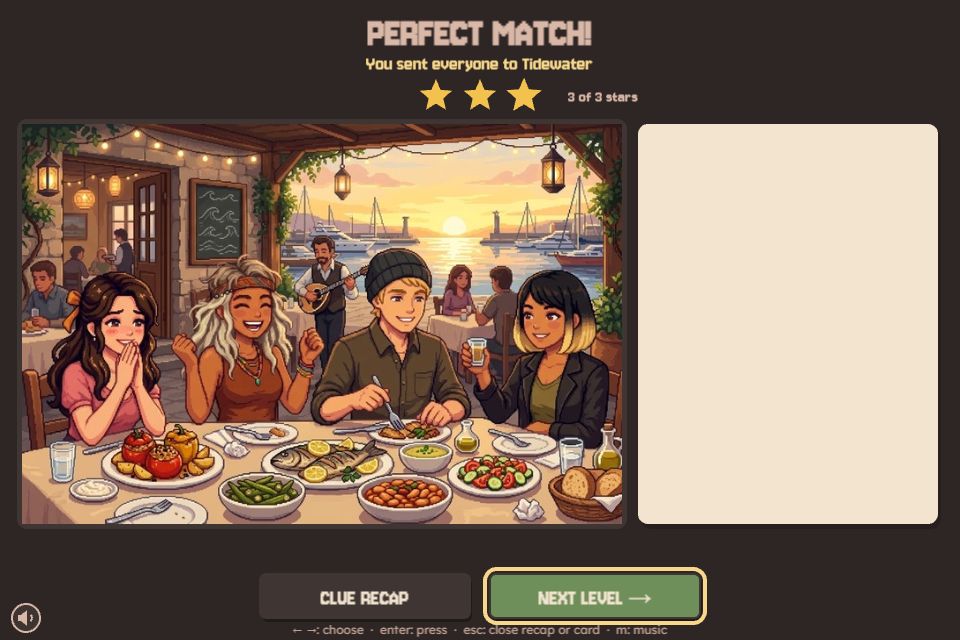 PERFECT MATCH!
You sent everyone to Tidewater
3 of 3 stars
CLUE RECAP
NEXT LEVEL →
← →: choose · enter: press · esc: close recap or card · m: music